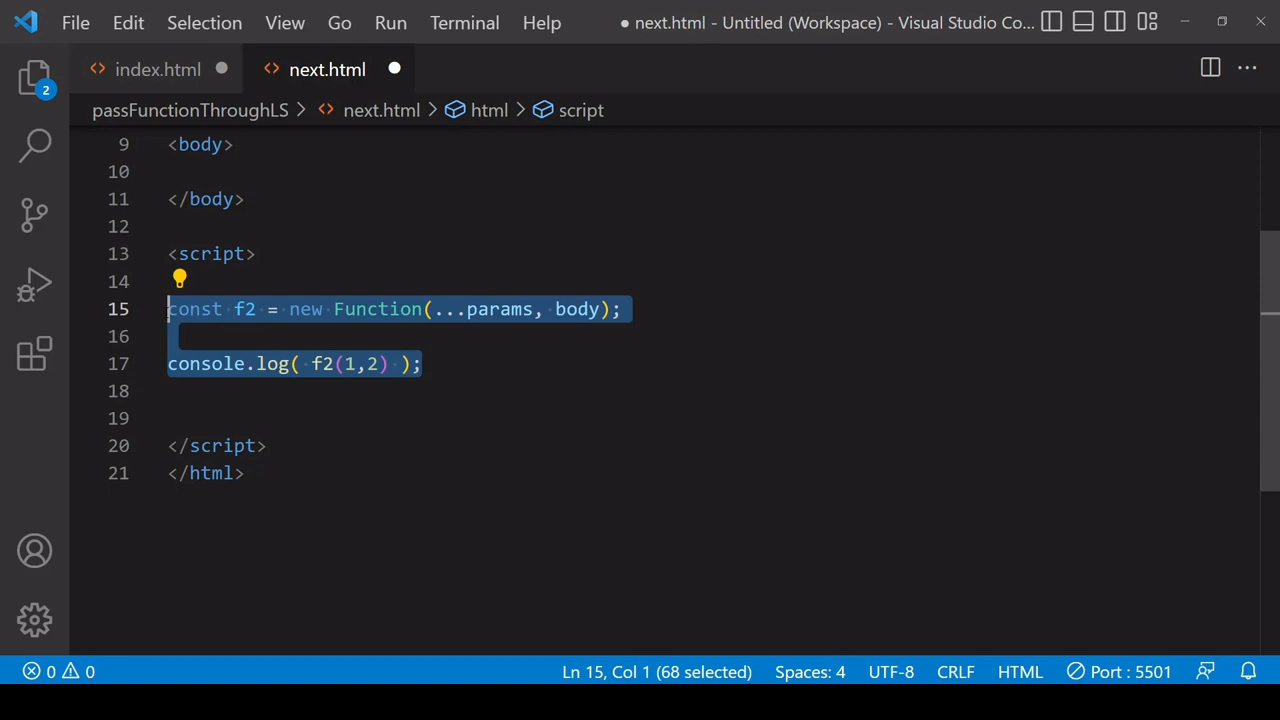 File Edit Selection View Go Run Terminal Help ● next.html - Untitled (Workspace) - Visual Studio Co...
index.html next.html
passFunctionThroughLS > next.html > html > script
2
9 <body>
10
11 </body>
12
13 <script>
14
15 const f2 = new Function(...params, body);
16
17 console.log( f2(1,2) );
18
19
20 </script>
21 </html>
0 0 Ln 15, Col 1 (68 selected) Spaces: 4 UTF-8 CRLF HTML Port : 5501